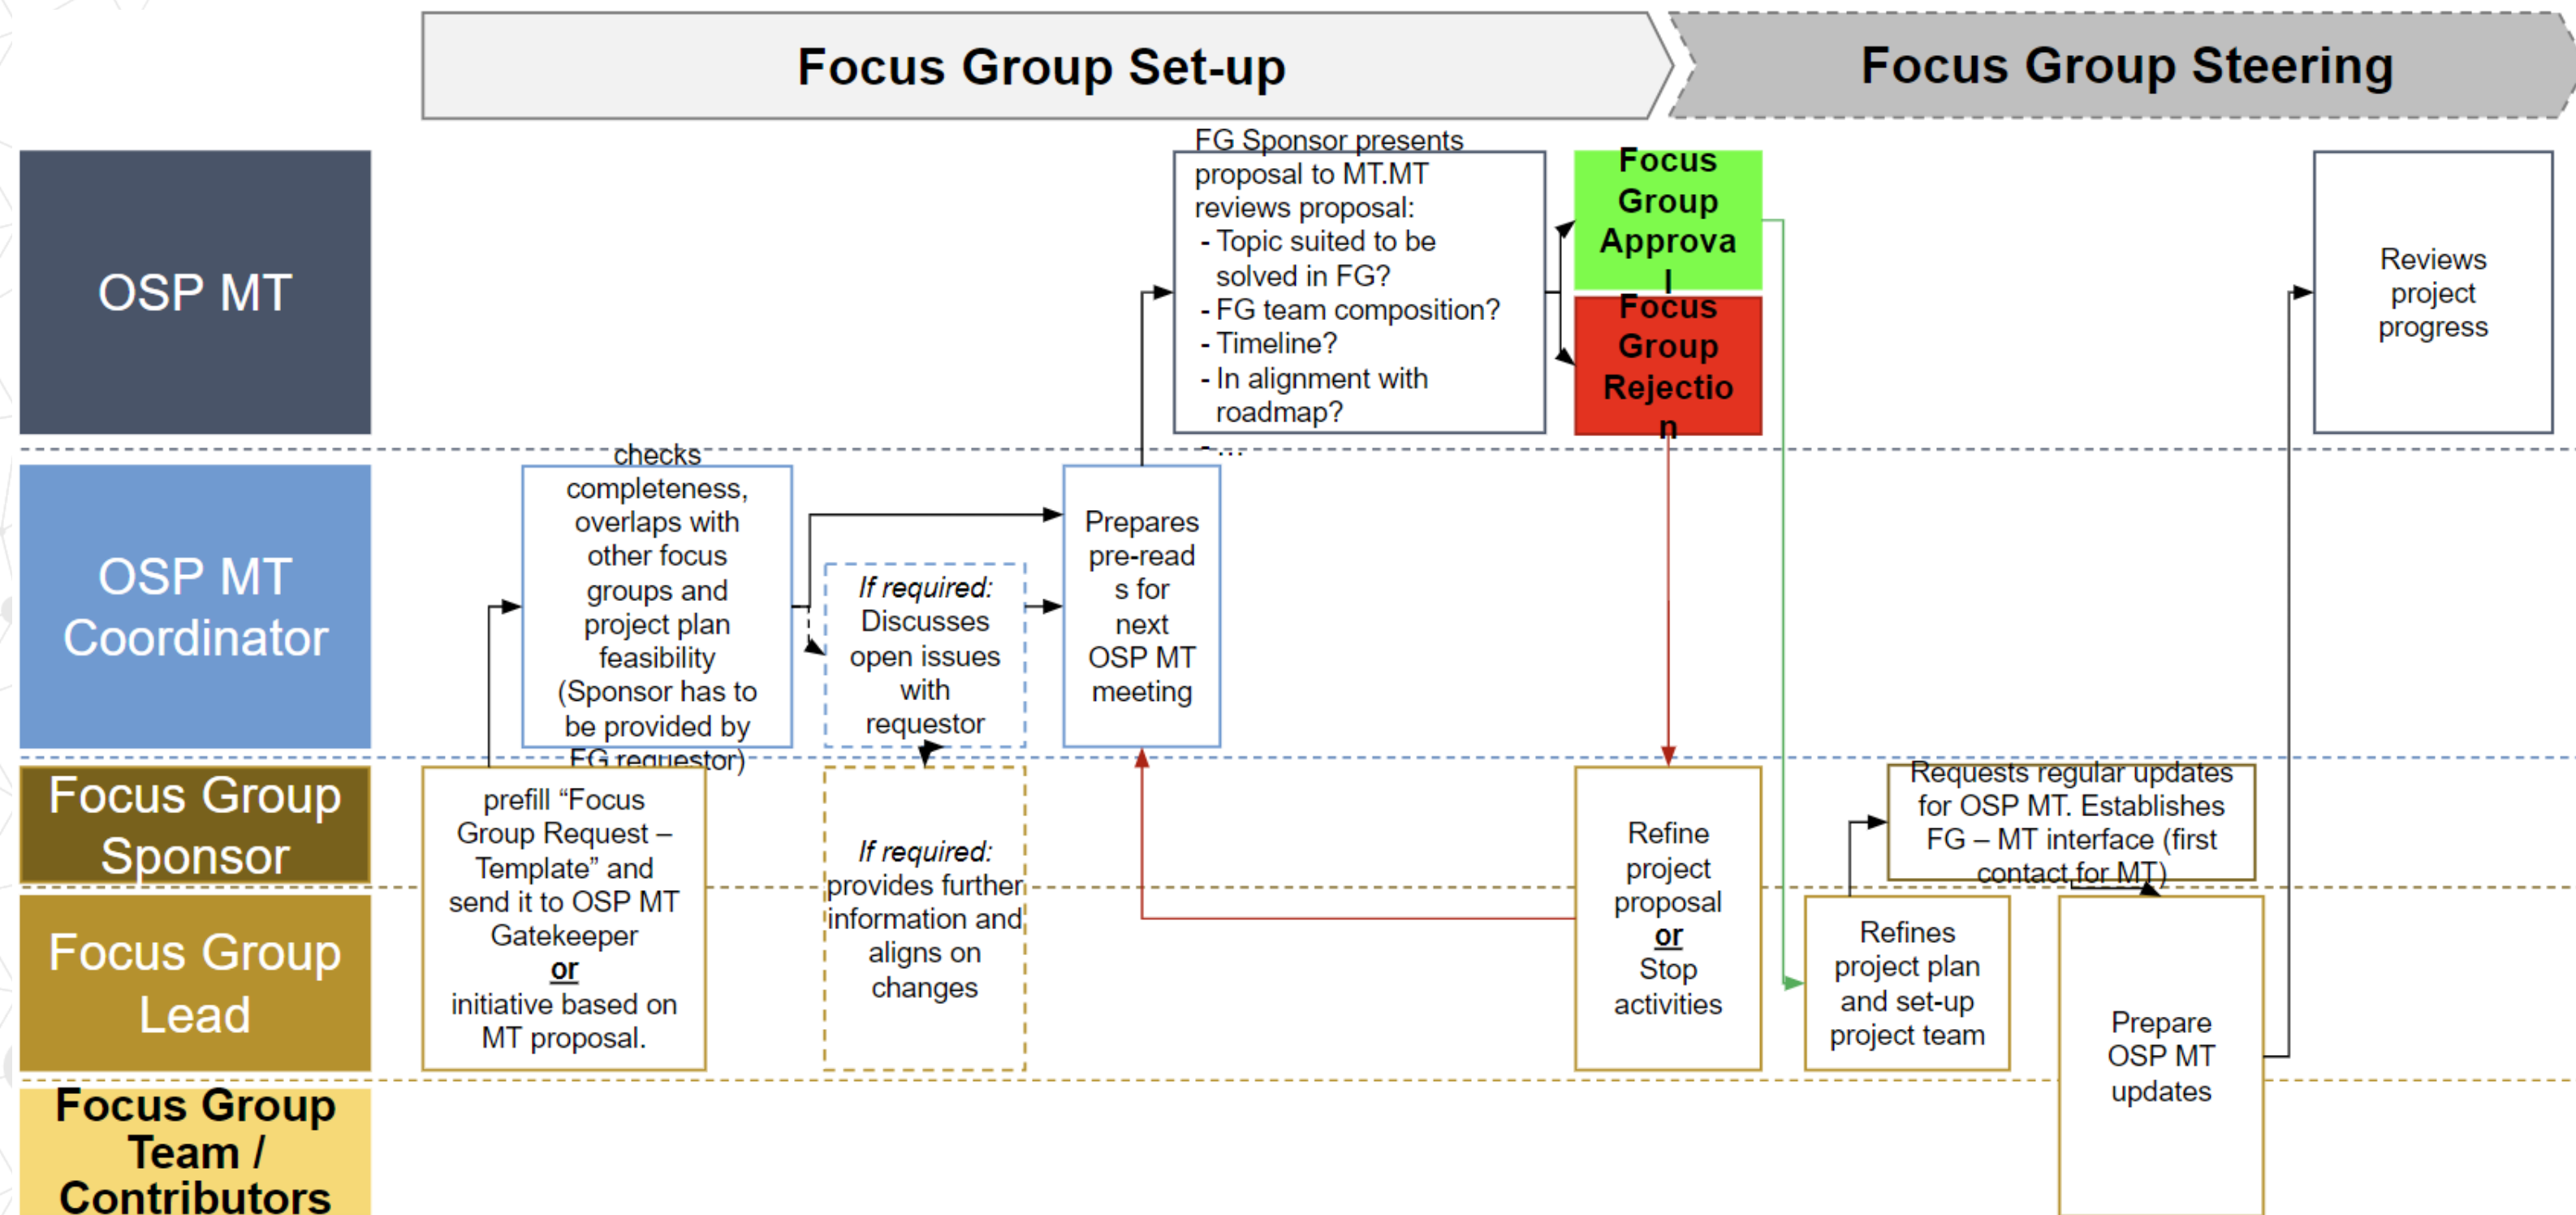 Focus Group Set-up
Focus Group Steering
OSP MT
FG Sponsor presents
proposal to MT.MT
reviews proposal:
- Topic suited to be
solved in FG?
- FG team composition?
- Timeline?
- In alignment with
roadmap?
- ...
Focus
Group
Approva
l
Focus
Group
Rejectio
n
Reviews
project
progress
OSP MT
Coordinator
checks
completeness,
overlaps with
other focus
groups and
project plan
feasibility
(Sponsor has to
be provided by
FG requestor)
If required:
Discusses
open issues
with
requestor
Prepares
pre-read
s for
next
OSP MT
meeting
Focus Group
Sponsor
Focus Group
Lead
prefill “Focus
Group Request –
Template” and
send it to OSP MT
Gatekeeper
or
initiative based on
MT proposal.
If required:
provides further
information and
aligns on
changes
Refine
project
proposal
or
Stop
activities
Requests regular updates
for OSP MT. Establishes
FG – MT interface (first
contact for MT)
Refines
project plan
and set-up
project team
Prepare
OSP MT
updates
Focus Group
Team /
Contributors